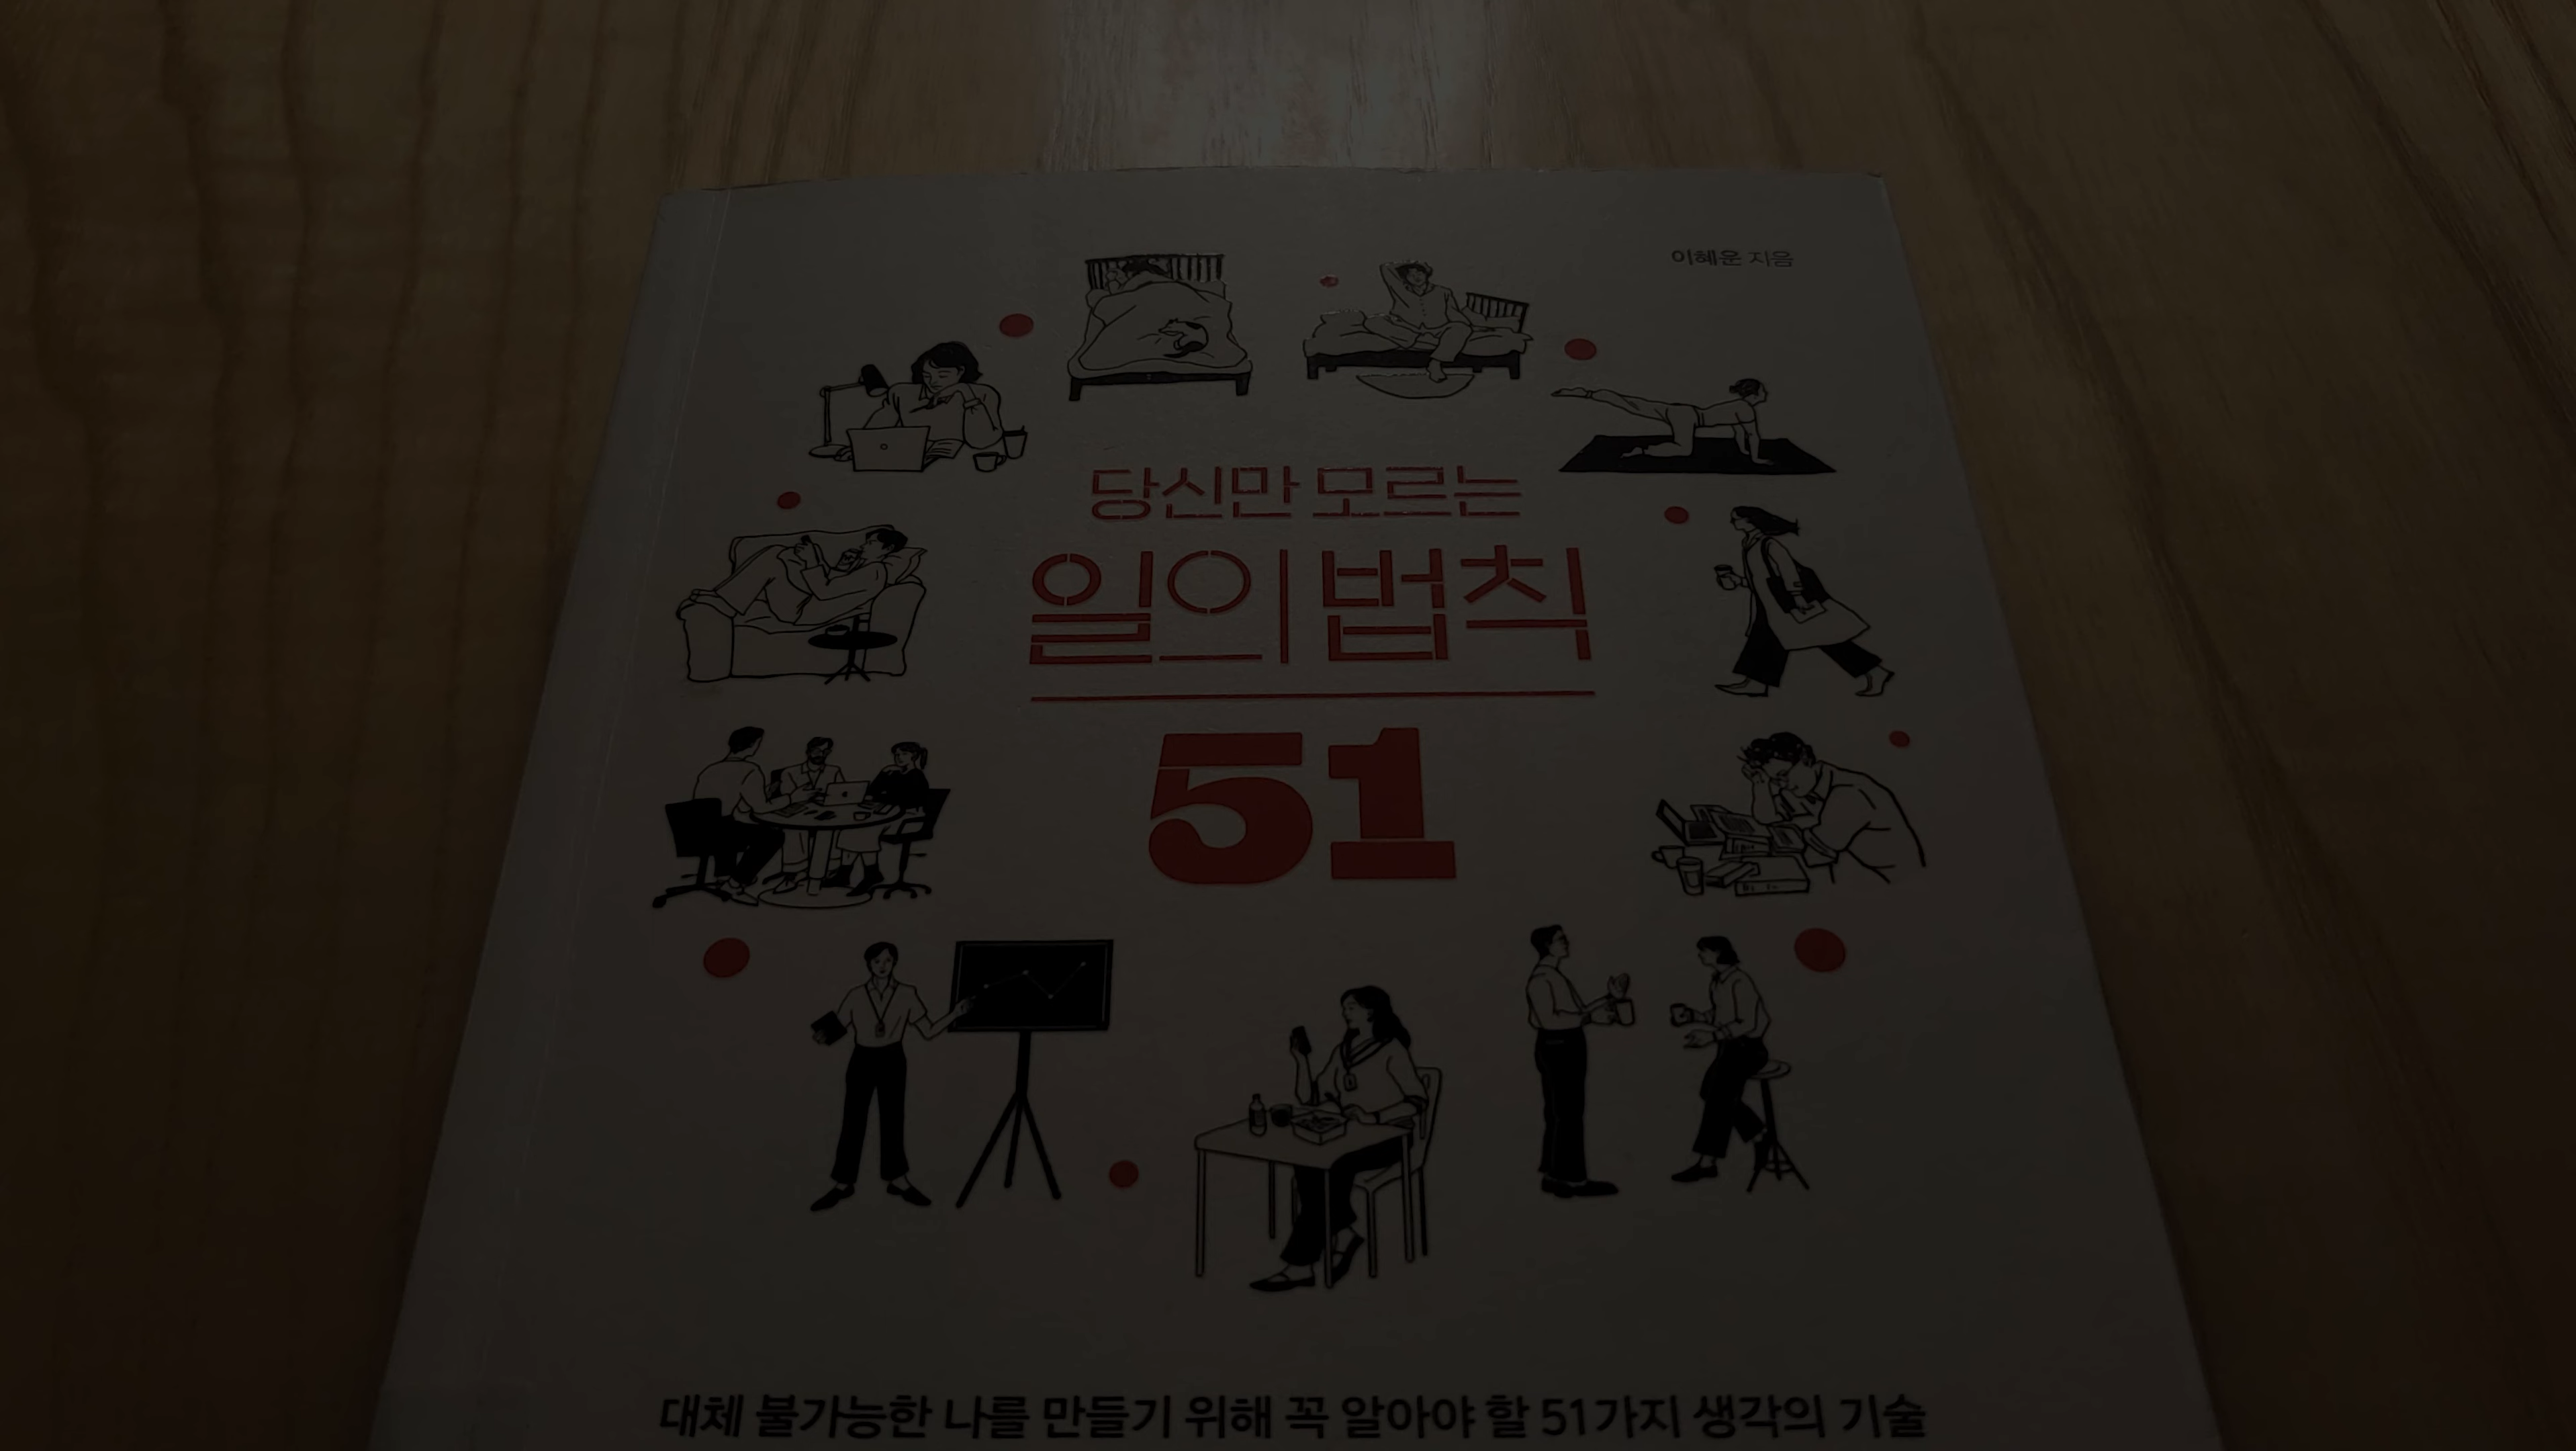 이혜운 지음
당신만 모르는
일의 법칙
51
대체 불가능한 나를 만들기 위해 꼭 알아야 할 51가지 생각의 기술